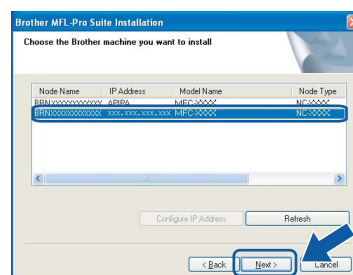 Brother MFL-Pro Suite Installation
Choose the Brother machine you want to install
Node Name IP Address Model Name Node Type
BRNXXXXXXXXXXXX APIPA MFC-XXXX NC-XXXX
BRNXXXXXXXXXXXX xxx.xxx.xxx.xxx MFC-XXXX NC-XXXX
Configure IP Address Refresh
< Back Next > Cancel